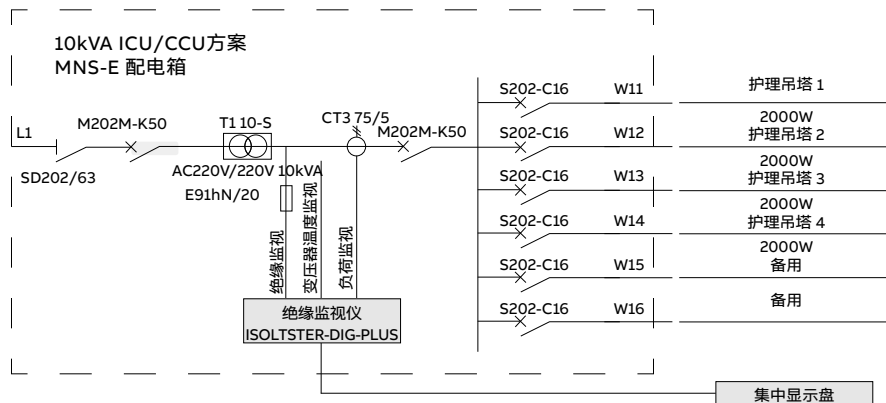 10kVA ICU/CCU方案
MNS-E 配电箱
L1
SD202/63
M202M-K50
T1 10-S
AC220V/220V 10kVA
E91hN/20
CT3 75/5
M202M-K50
绝缘监视
变压器温度监视
负荷监视
绝缘监视仪
ISOLTSTER-DIG-PLUS
S202-C16 W11 护理吊塔 1
2000W
S202-C16 W12 护理吊塔 2
2000W
S202-C16 W13 护理吊塔 3
2000W
S202-C16 W14 护理吊塔 4
2000W
S202-C16 W15 备用
S202-C16 W16 备用
集中显示盘